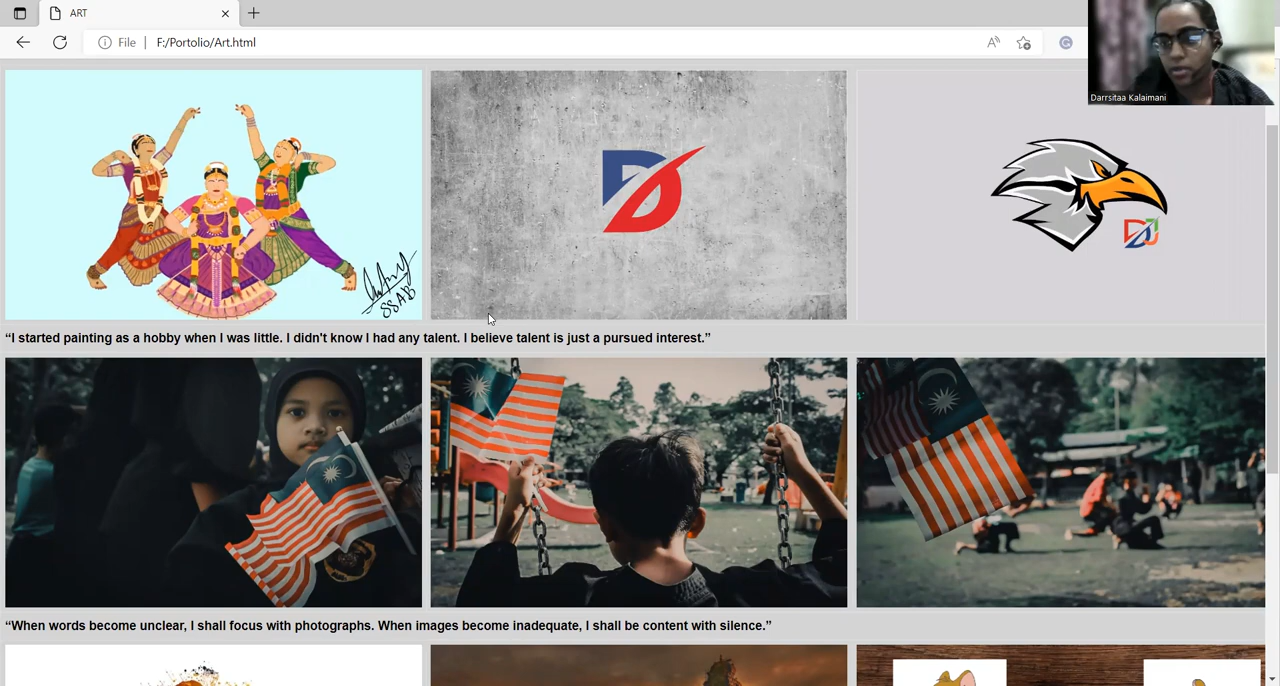 ART
File
F:/Portolio/Art.html
Darrsitaa Kalaimani
SSAB
“I started painting as a hobby when I was little. I didn't know I had any talent. I believe talent is just a pursued interest.”
“When words become unclear, I shall focus with photographs. When images become inadequate, I shall be content with silence.”